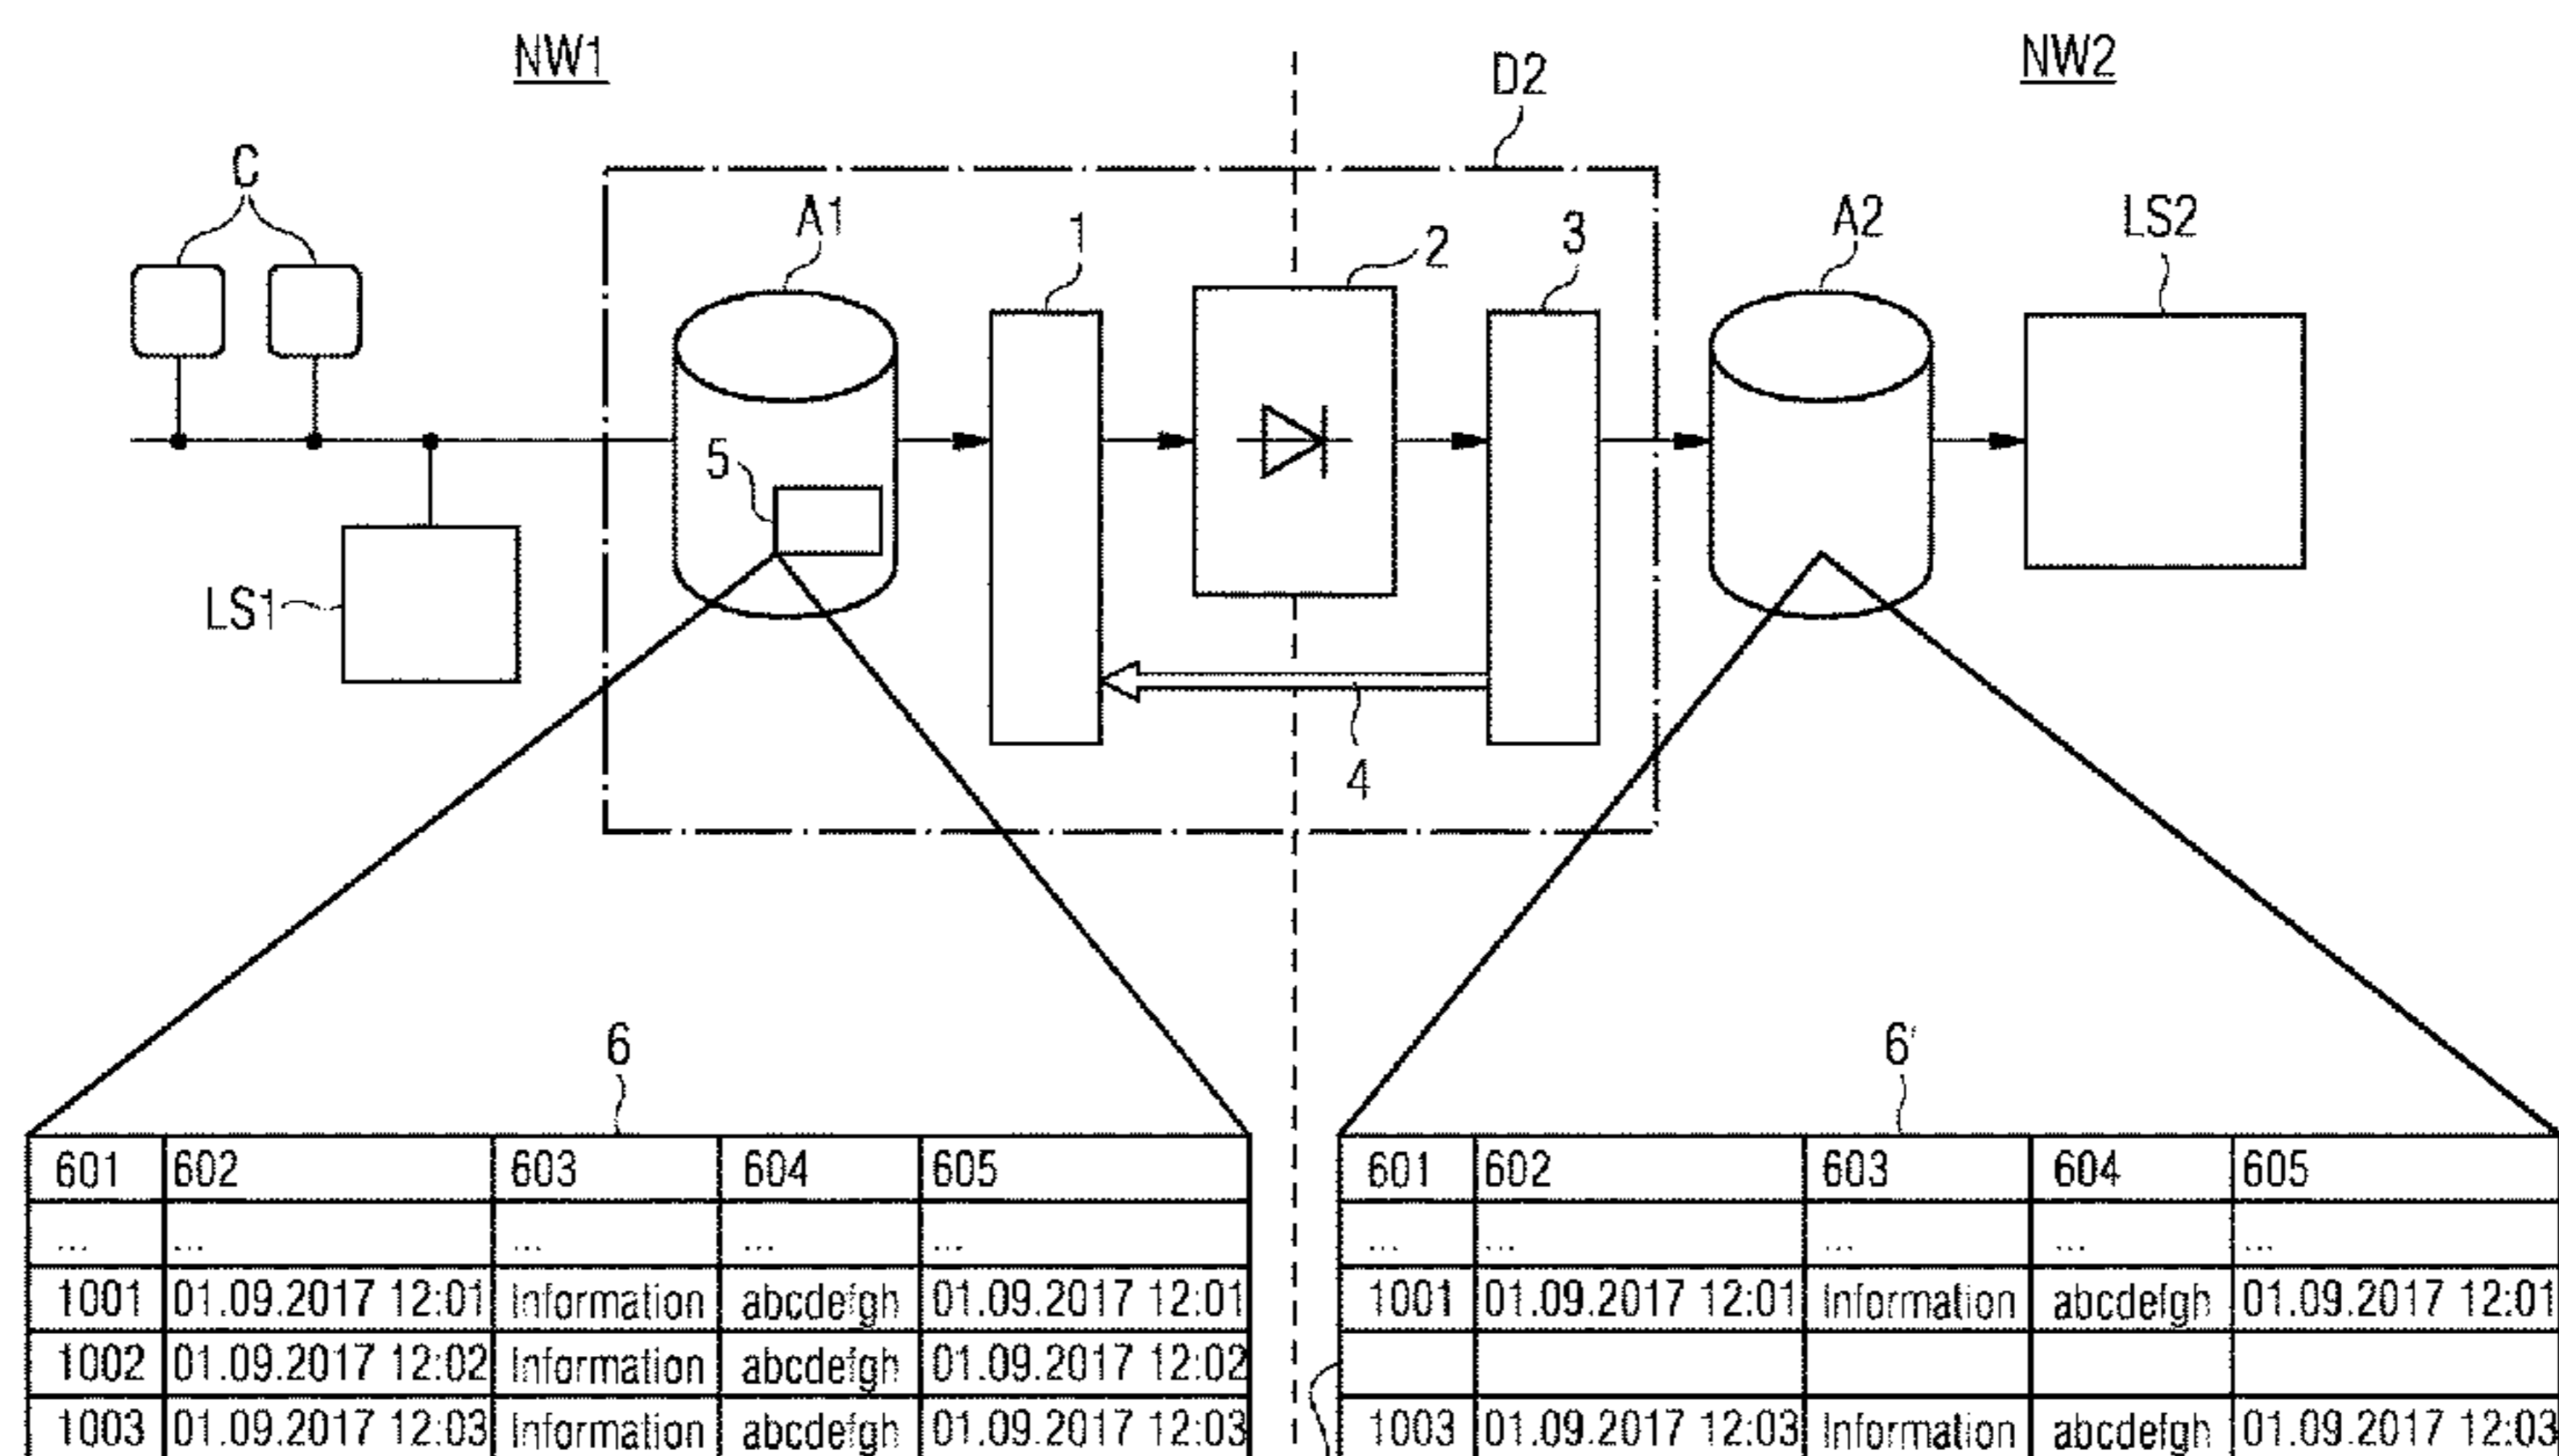 NW1 NW2
D2
C
A1 1 2 3 A2 LS2
5
LS1
4
6 6'
601 602 603 604 605 601 602 603 604 605
... ... ... ... ... ... ... ... ... ...
1001 01.09.2017 12:01 Information abcdefgh 01.09.2017 12:01 1001 01.09.2017 12:01 Information abcdefgh 01.09.2017 12:01
1002 01.09.2017 12:02 Information abcdefgh 01.09.2017 12:02
1003 01.09.2017 12:03 Information abcdefgh 01.09.2017 12:03 1003 01.09.2017 12:03 Information abcdefgh 01.09.2017 12:03